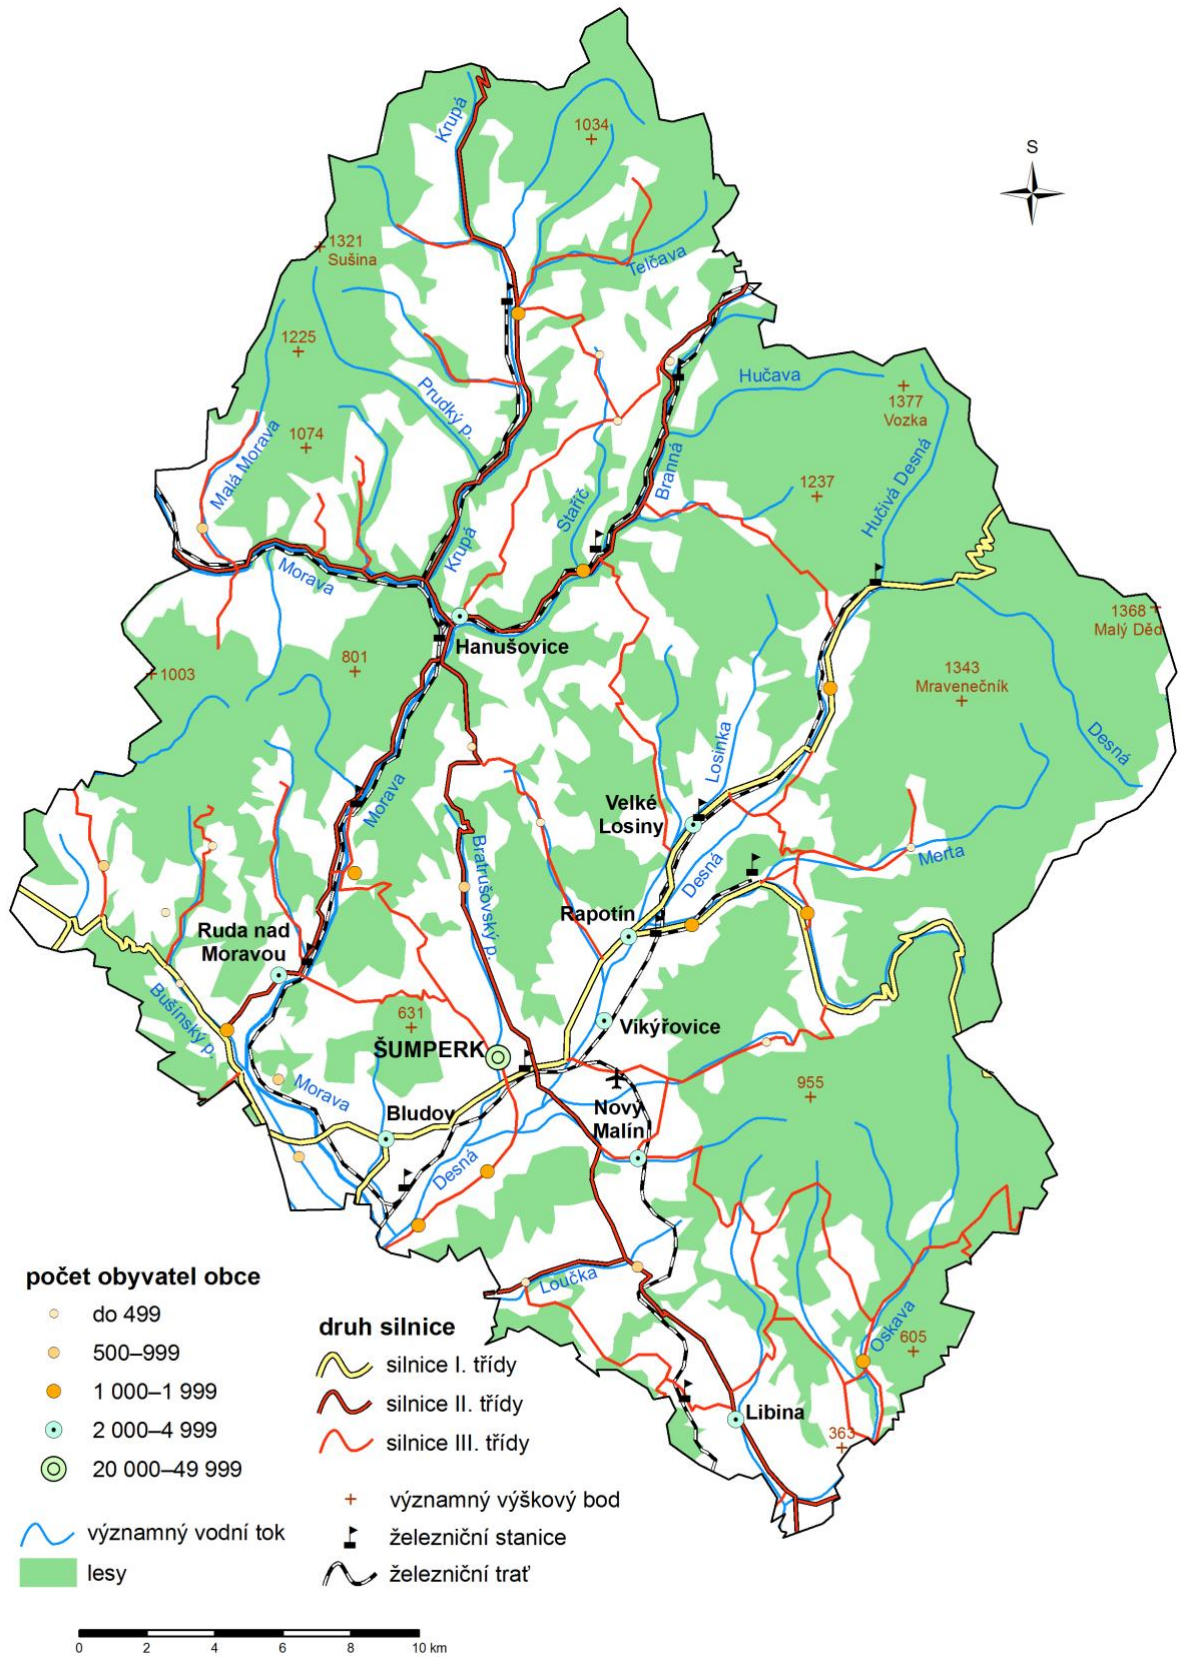 S
Krupá
1034
1321
Sušina
Telčava
1225
Hučava
1377
Vozka
Prudký p.
1074
Malá Morava
Branná
1237
Hučivá Desná
Staříč
Krupá
Morava
1368
Malý Děd
Hanušovice
801
1003
1343
Mravenečník
Losinka
Desná
Morava
Velké
Losiny
Bratrušovský p.
Desná
Merta
Rapotín
Ruda nad
Moravou
Bušínský p.
631
Vikýřovice
ŠUMPERK
955
Morava
Bludov
Nový
Malín
Desná
Loučka
Oskava
605
Libina
363
počet obyvatel obce
do 499
500–999
1 000–1 999
2 000–4 999
20 000–49 999
významný vodní tok
lesy
druh silnice
silnice I. třídy
silnice II. třídy
silnice III. třídy
významný výškový bod
železniční stanice
železniční trať
0 2 4 6 8 10 km